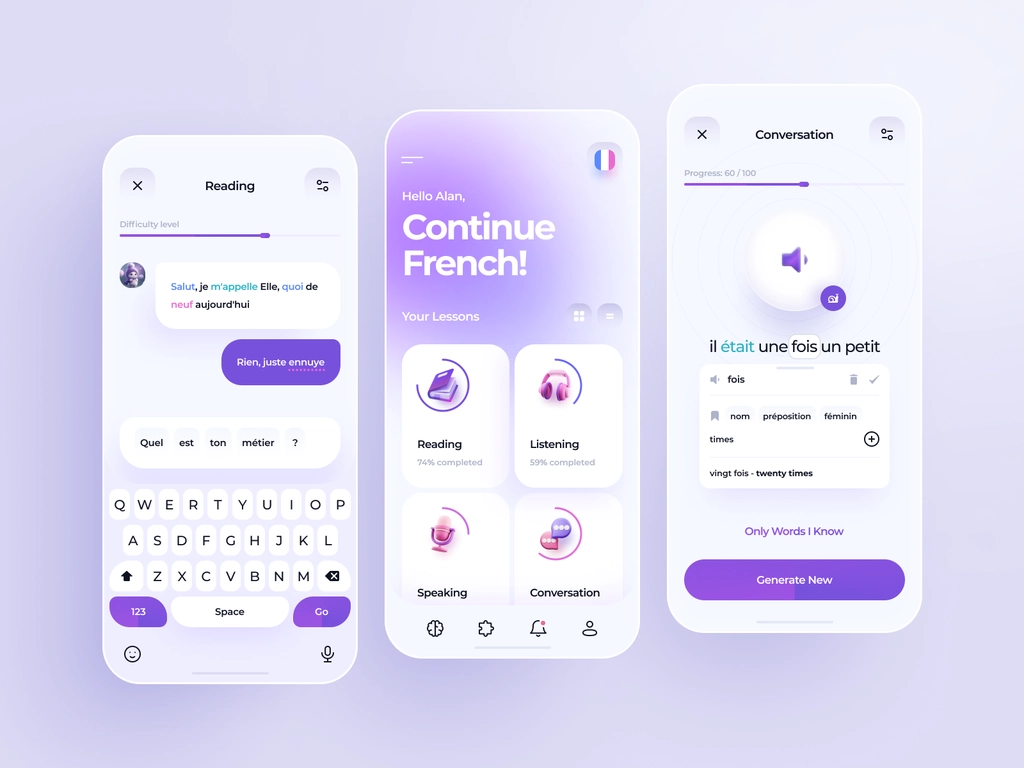 Reading
Difficulty level
Salut, je m'appelle Elle, quoi de
neuf aujourd'hui
Rien, juste ennuye
Quel est ton métier ?
Q W E R T Y U I O P
A S D F G H J K L
Z X C V B N M
123 Space Go
Hello Alan,
Continue
French!
Your Lessons
Reading
74% completed
Listening
59% completed
Speaking
Conversation
Conversation
Progress: 60 / 100
il était une fois un petit
fois
nom préposition féminin
times
vingt fois - twenty times
Only Words I Know
Generate New